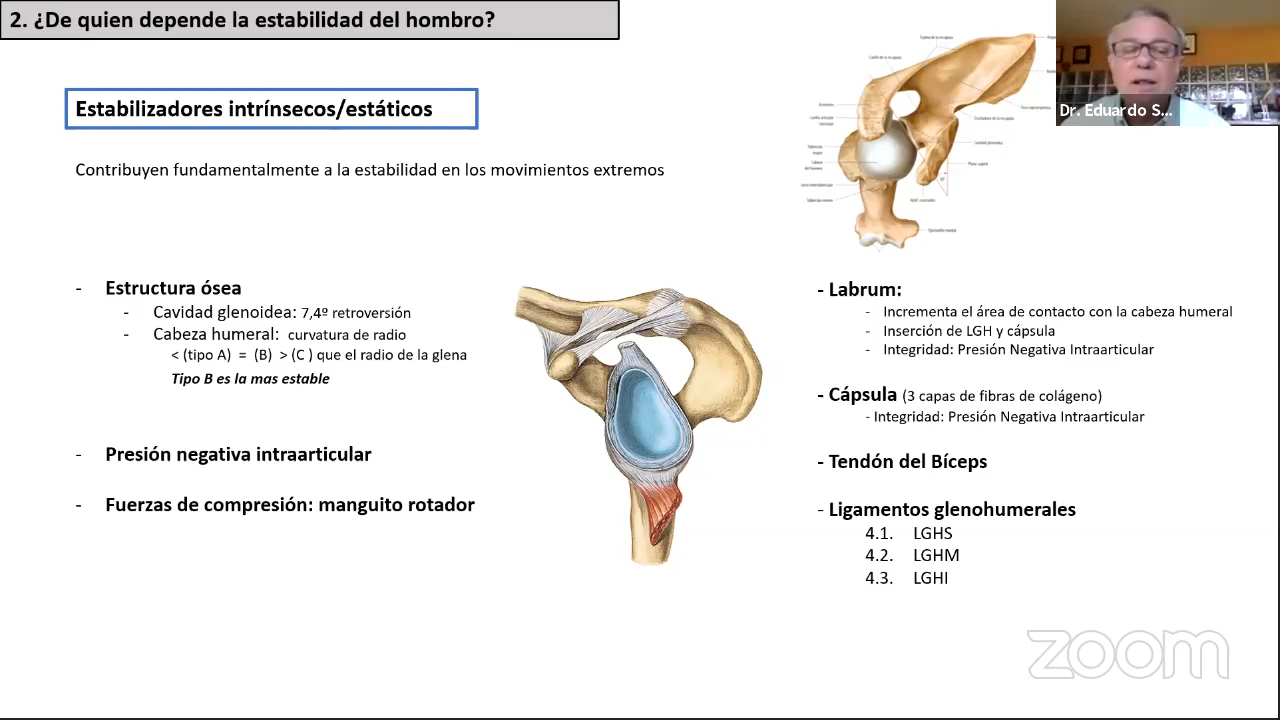 2. ¿De quien depende la estabilidad del hombro?
Dr. Eduardo S...
Estabilizadores intrínsecos/estáticos
Contribuyen fundamentalmente a la estabilidad en los movimientos extremos
- Estructura ósea
- Cavidad glenoidea: 7,4º retroversión
- Cabeza humeral: curvatura de radio
< (tipo A) = (B) > (C ) que el radio de la glena
Tipo B es la mas estable
- Presión negativa intraarticular
- Fuerzas de compresión: manguito rotador
- Labrum:
- Incrementa el área de contacto con la cabeza humeral
- Inserción de LGH y cápsula
- Integridad: Presión Negativa Intraarticular
- Cápsula (3 capas de fibras de colágeno)
- Integridad: Presión Negativa Intraarticular
- Tendón del Bíceps
- Ligamentos glenohumerales
4.1. LGHS
4.2. LGHM
4.3. LGHI
zoom